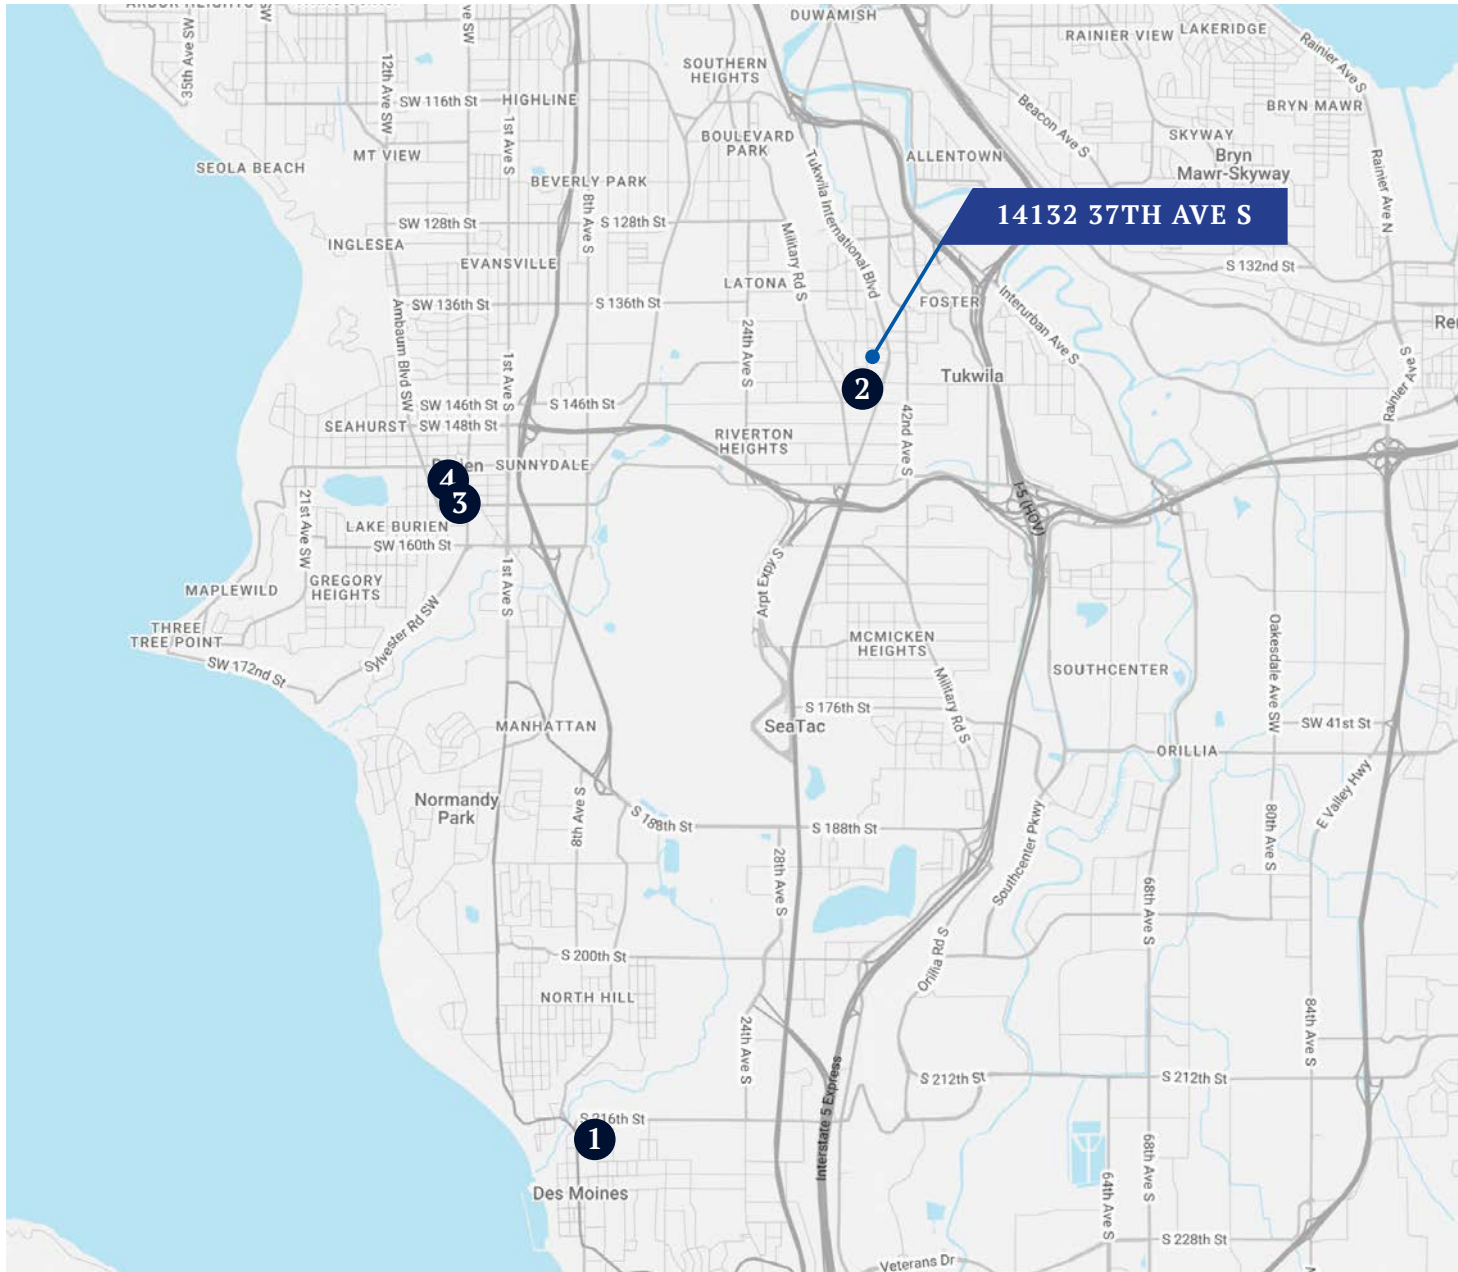 DUWAMISH
RAINIER VIEW
LAKERIDGE
Rainier Ave S
35th Ave SW
12th Ave SW
SOUTHERN
HEIGHTS
SW 116th St
HIGHLINE
Beacon Ave S
BRYN MAWR
1st Ave S
BOULEVARD
PARK
SKYWAY
MT VIEW
ALLENTOWN
Bryn
Mawr-Skyway
SEOLA BEACH
BEVERLY PARK
Tukwila International Blvd
Rainier Ave N
14132 37TH AVE S
8th Ave S
SW 128th St
S 128th St
Military Rd S
INGLESEA
EVANSVILLE
S 132nd St
LATONA
SW 136th St
S 136th St
FOSTER
Interurban Ave S
Ambaum Blvd SW
24th Ave S
1st Ave S
Rainier Ave S
Tukwila
2
SW 146th St
S 146th St
42nd Ave S
SEAHURST
SW 148th St
RIVERTON
HEIGHTS
SUNNYDALE
4
3
21st Ave SW
I-5 (HOV)
LAKE BURIEN
SW 160th St
1st Ave S
Arpt Expy S
GREGORY
HEIGHTS
MAPLEWILD
THREE
TREE POINT
Sylvester Rd SW
MCMICKEN
HEIGHTS
Oakesdale Ave SW
SW 172nd St
SOUTHCENTER
Military Rd S
S 176th St
MANHATTAN
SeaTac
SW 41st St
ORILLIA
Normandy
Park
8th Ave S
S 188th St
S 188th St
E Valley Hwy
80th Ave S
Southcenter Pkwy
28th Ave S
68th Ave S
S 200th St
Orillia Rd S
NORTH HILL
24th Ave S
84th Ave S
S 212th St
S 212th St
Interstate 5 Express
S 216th St
1
68th Ave S
64th Ave S
Des Moines
S 228th St
Veterans Dr